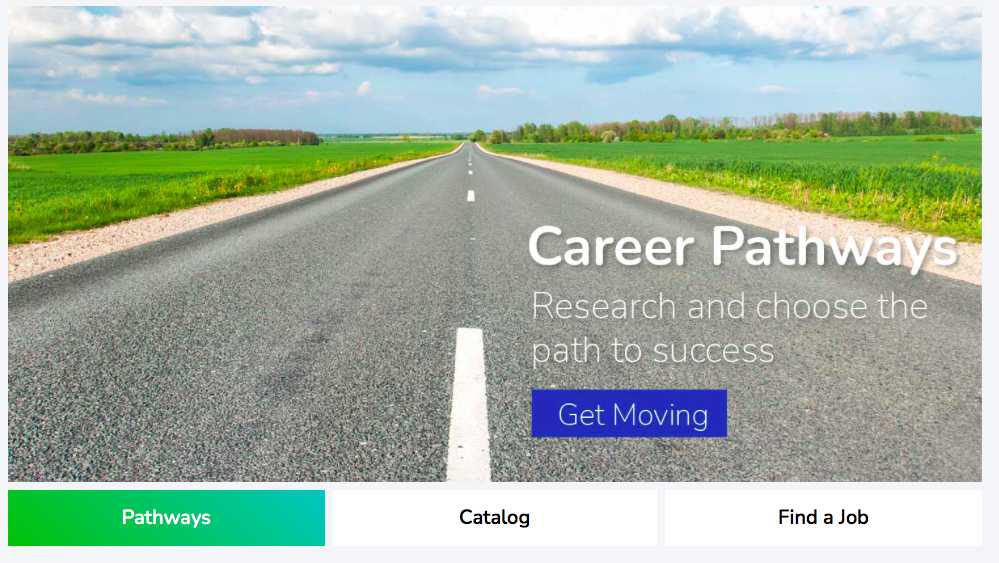 Career Pathways
Research and choose the
path to success
Get Moving
Pathways
Catalog
Find a Job